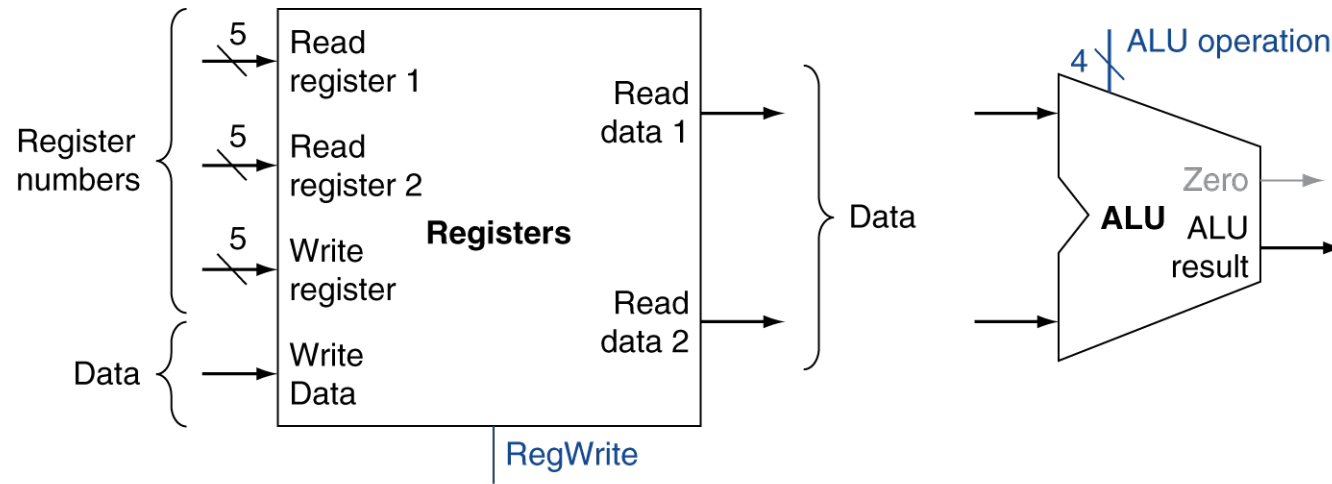 Register
numbers
Data
5
Read
register 1
5
Read
register 2
5
Write
register
Write
Data
Registers
Read
data 1
Read
data 2
RegWrite
Data
4
ALU operation
Zero
ALU
ALU
result